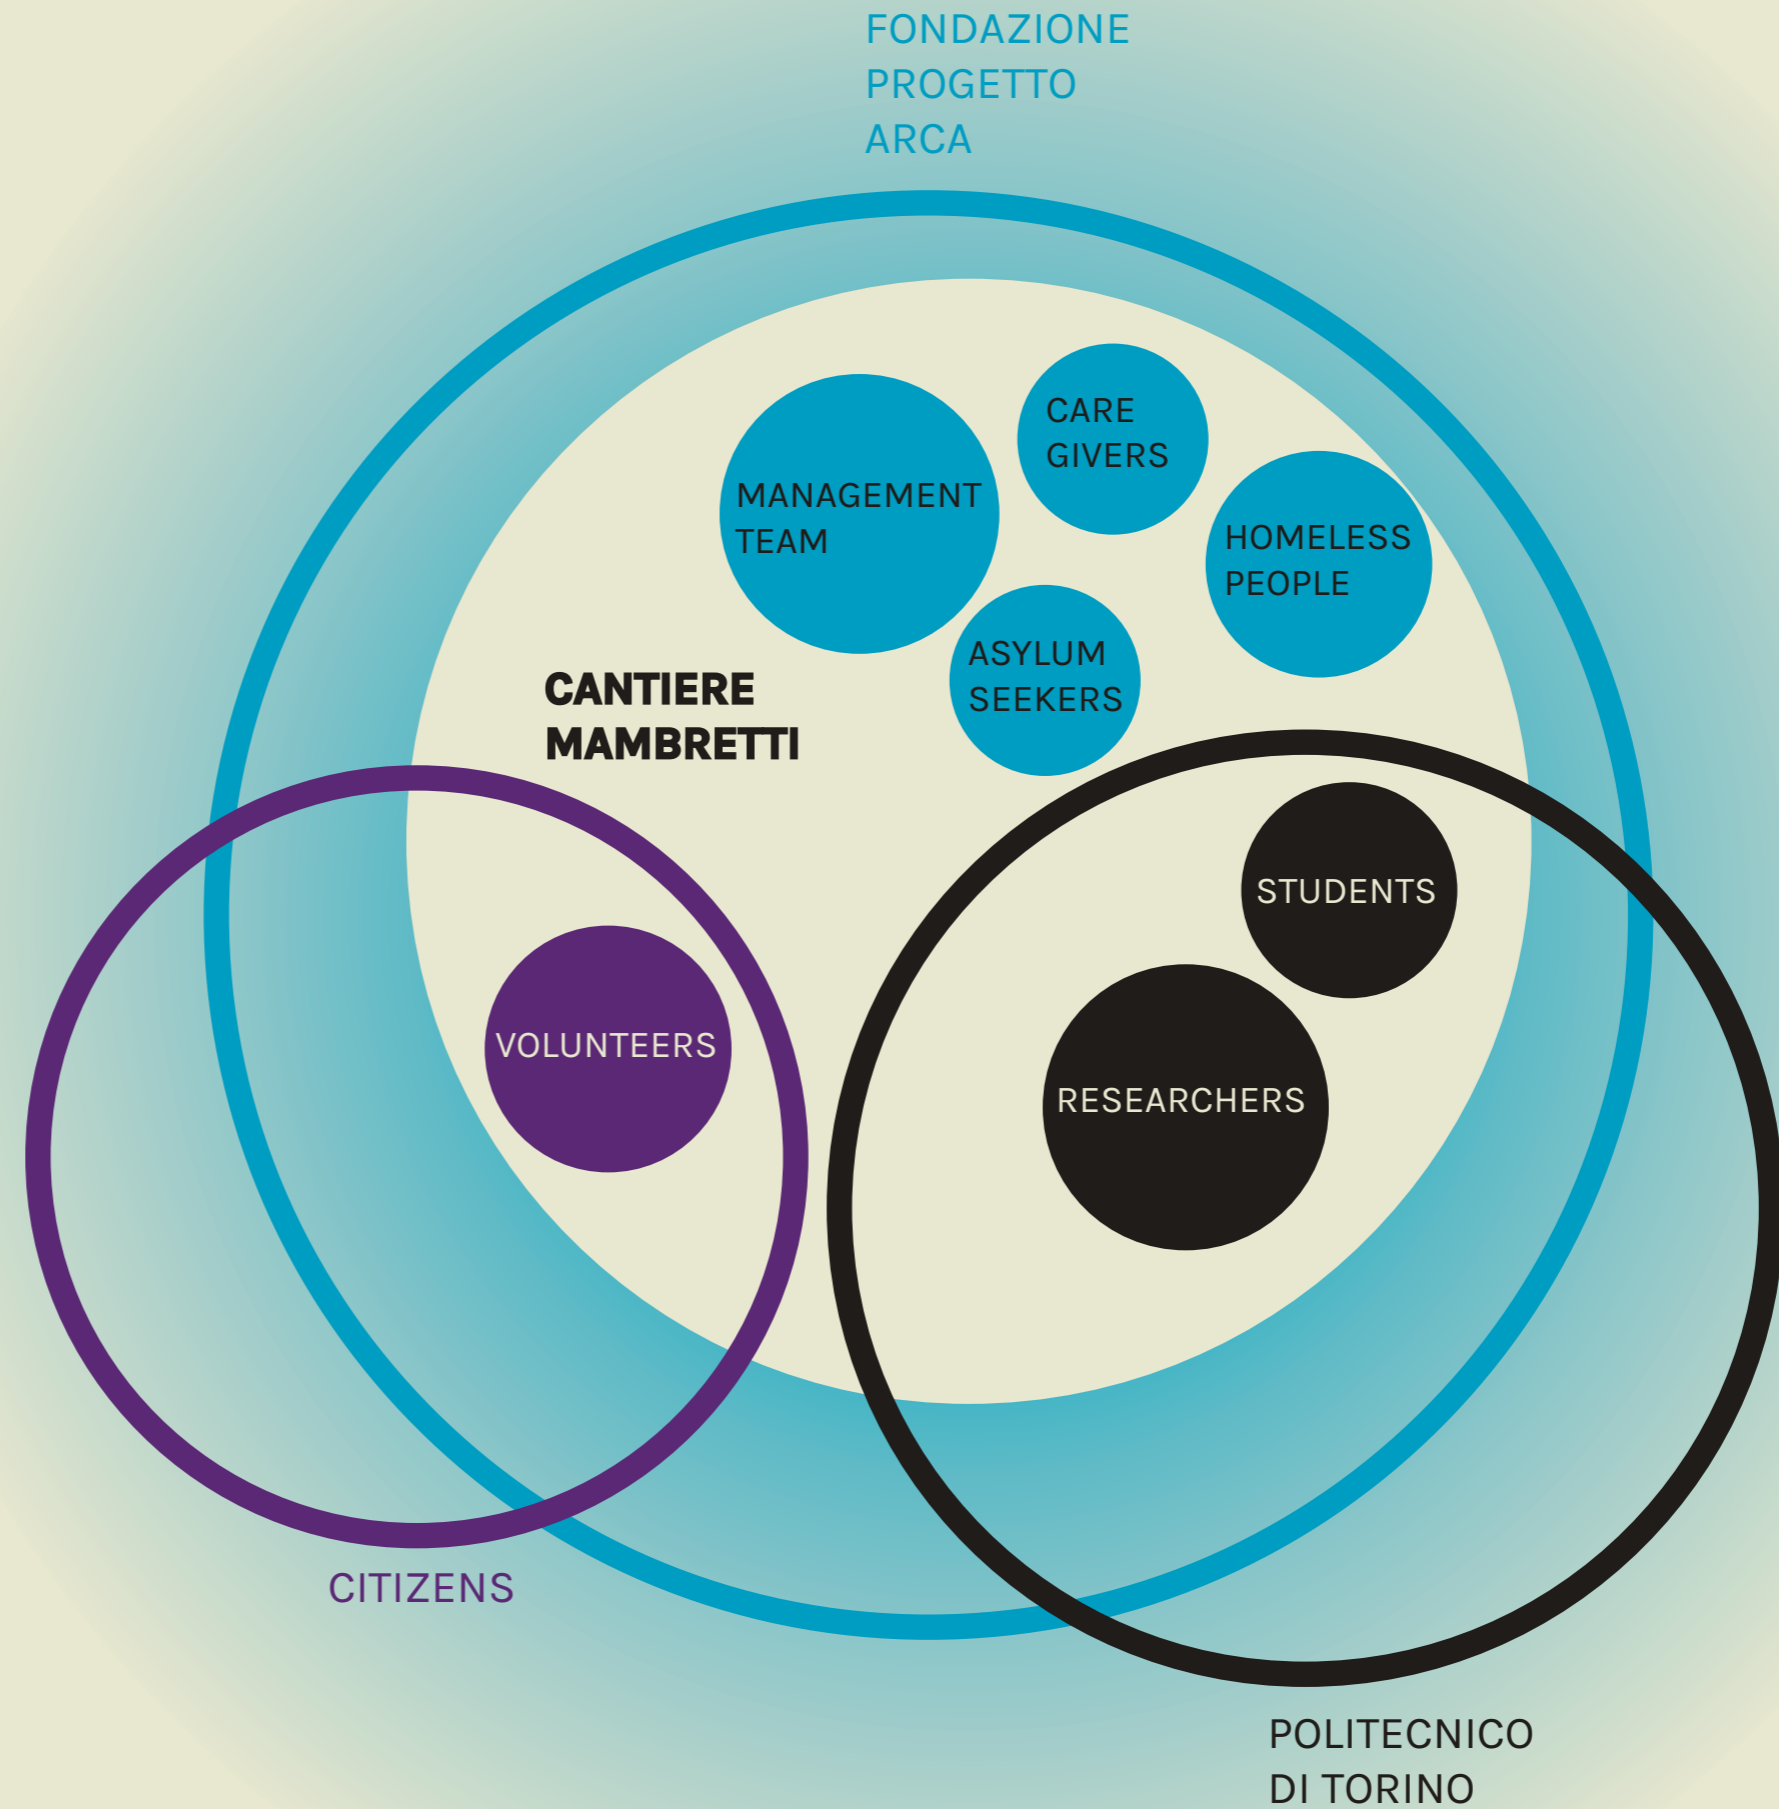 FONDAZIONE
PROGETTO
ARCA
CARE
GIVERS
MANAGEMENT
TEAM
HOMELESS
PEOPLE
ASYLUM
SEEKERS
CANTIERE
MAMBRETTI
STUDENTS
VOLUNTEERS
RESEARCHERS
CITIZENS
POLITECNICO
DI TORINO